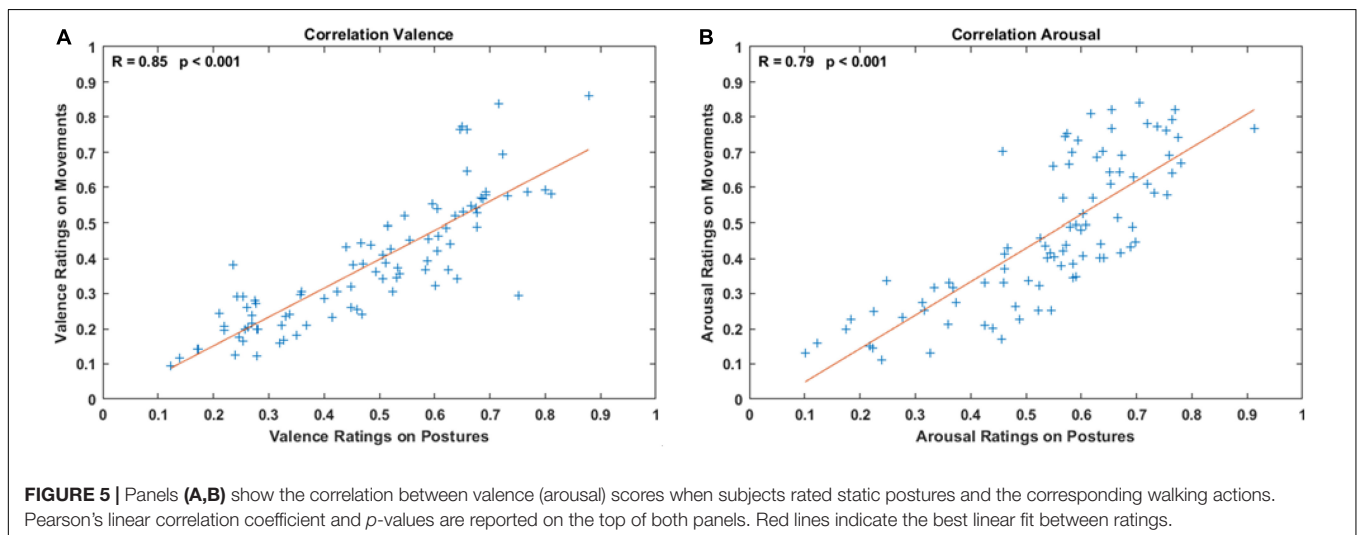 A
Correlation Valence
R = 0.85 p < 0.001
1
0.9
0.8
0.7
0.6
0.5
0.4
0.3
0.2
0.1
0
Valence Ratings on Movements
0 0.1 0.2 0.3 0.4 0.5 0.6 0.7 0.8 0.9 1
Valence Ratings on Postures
B
Correlation Arousal
R = 0.79 p < 0.001
1
0.9
0.8
0.7
0.6
0.5
0.4
0.3
0.2
0.1
0
Arousal Ratings on Movements
0 0.1 0.2 0.3 0.4 0.5 0.6 0.7 0.8 0.9 1
Arousal Ratings on Postures
FIGURE 5 | Panels (A,B) show the correlation between valence (arousal) scores when subjects rated static postures and the corresponding walking actions.
Pearson's linear correlation coefficient and p-values are reported on the top of both panels. Red lines indicate the best linear fit between ratings.